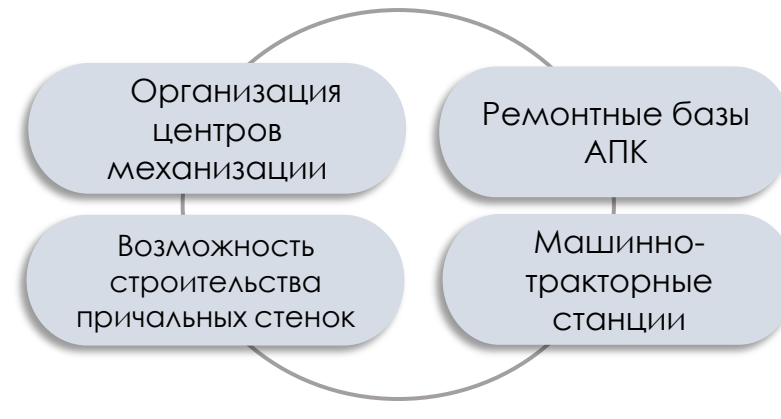 Организация
центров
механизации
Ремонтные базы
АПК
Возможность
строительства
причальных стенок
Машинно-
тракторные
станции